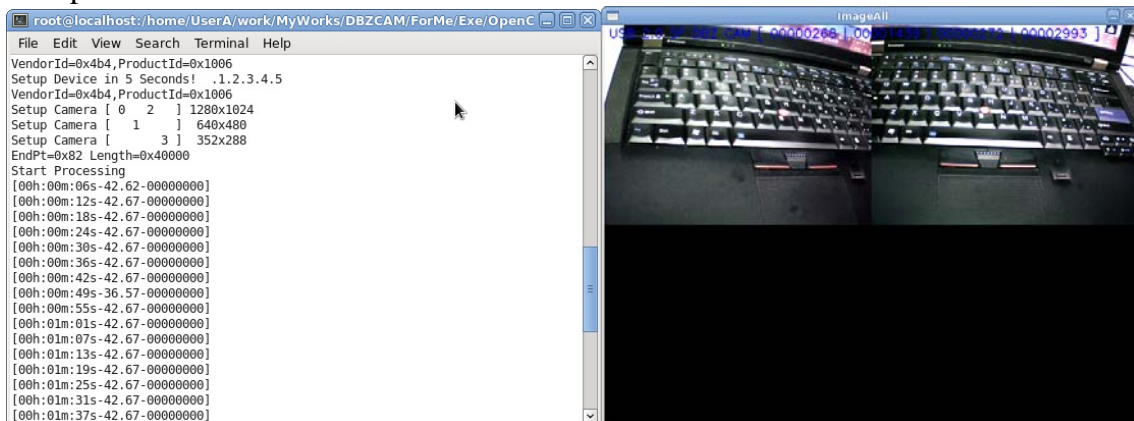 root@localhost:/home/UserA/work/MyWorks/DBZCAM/ForMe/Exe/OpenC
File Edit View Search Terminal Help
VendorId=0x4b4,ProductId=0x1006
Setup Device in 5 Seconds! .1.2.3.4.5
VendorId=0x4b4,ProductId=0x1006
Setup Camera [ 0 2 ] 1280x1024
Setup Camera [ 1 ] 640x480
Setup Camera [ 3 ] 352x288
EndPt=0x82 Length=0x40000
Start Processing
[00h:00m:06s-42.62-00000000]
[00h:00m:12s-42.67-00000000]
[00h:00m:18s-42.67-00000000]
[00h:00m:24s-42.67-00000000]
[00h:00m:30s-42.67-00000000]
[00h:00m:36s-42.67-00000000]
[00h:00m:42s-42.67-00000000]
[00h:00m:49s-36.57-00000000]
[00h:00m:55s-42.67-00000000]
[00h:01m:01s-42.67-00000000]
[00h:01m:07s-42.67-00000000]
[00h:01m:13s-42.67-00000000]
[00h:01m:19s-42.67-00000000]
[00h:01m:25s-42.67-00000000]
[00h:01m:31s-42.67-00000000]
[00h:01m:37s-42.67-00000000]
ImageAll
USB 2.0 DBZ CAM [ 00000268 | | 00002993 ]